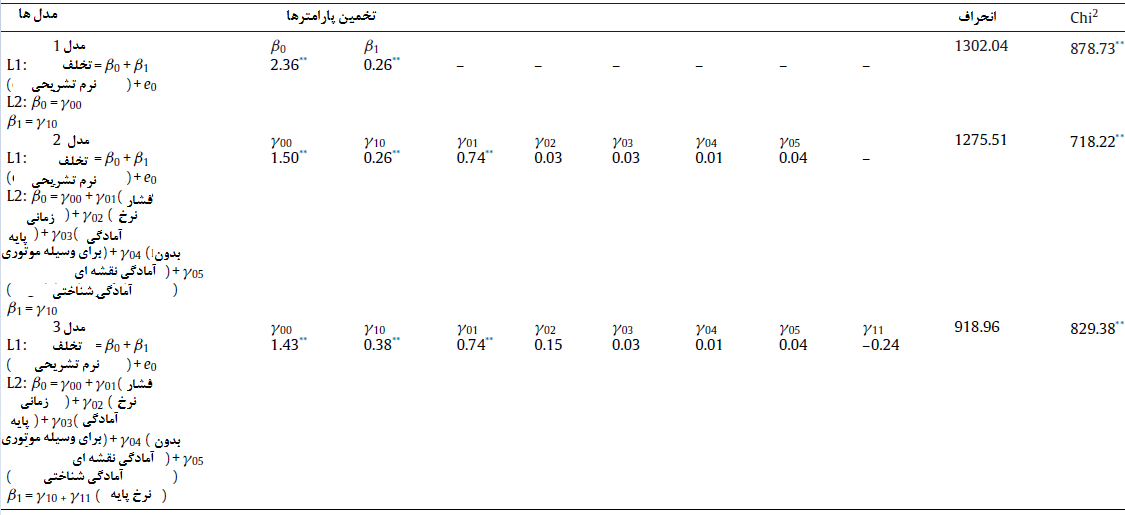 مدل ها تخمین پارامترها انحراف Chi²
مدل 1 β₀ β₁ 1302.04 878.73**
L1: تخلف = β₀ + β₁ 2.36** 0.26** – – – – – –
( نرم تشریحی ) + e₀
L2: β₀ = γ₀₀
β₁ = γ₁₀
مدل 2 γ₀₀ γ₁₀ γ₀₁ γ₀₂ γ₀₃ γ₀₄ γ₀₅ 1275.51 718.22**
L1: تخلف = β₀ + β₁ 1.50** 0.26** 0.74** 0.03 0.03 0.01 0.04 –
( نرم تشریحی ) + e₀
L2: β₀ = γ₀₀ + γ₀₁( فشار
زمانی ) + γ₀₂ ( نرخ
پایه ) + γ₀₃( آمادگی
برای وسیله موتوری) + γ₀₄ ( بدون
آمادگی نقشه ای ) + γ₀₅
( آمادگی شناختی )
β₁ = γ₁₀
مدل 3 γ₀₀ γ₁₀ γ₀₁ γ₀₂ γ₀₃ γ₀₄ γ₀₅ γ₁₁ 918.96 829.38**
L1: تخلف = β₀ + β₁ 1.43** 0.38** 0.74** 0.15 0.03 0.01 0.04 −0.24
( نرم تشریحی ) + e₀
L2: β₀ = γ₀₀ + γ₀₁( فشار
زمانی ) + γ₀₂ ( نرخ
پایه ) + γ₀₃( آمادگی
برای وسیله موتوری) + γ₀₄ ( بدون
آمادگی نقشه ای ) + γ₀₅
( آمادگی شناختی )
β₁ = γ₁₀ + γ₁₁ ( نرخ پایه )